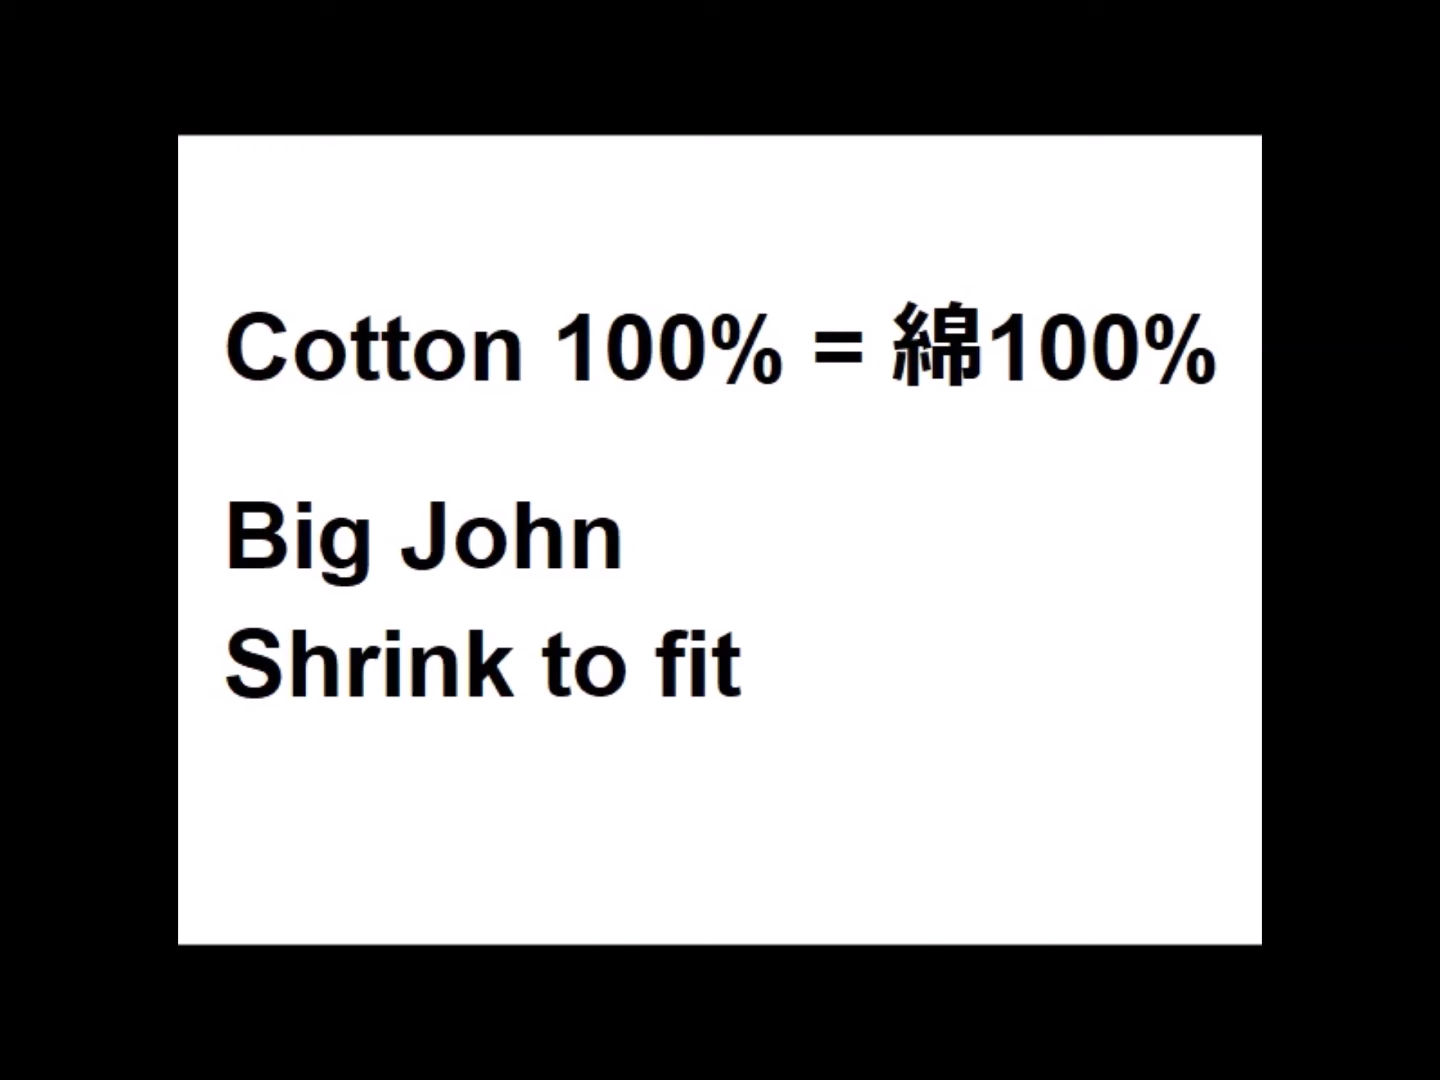 Cotton 100% = 綿100%
Big John
Shrink to fit